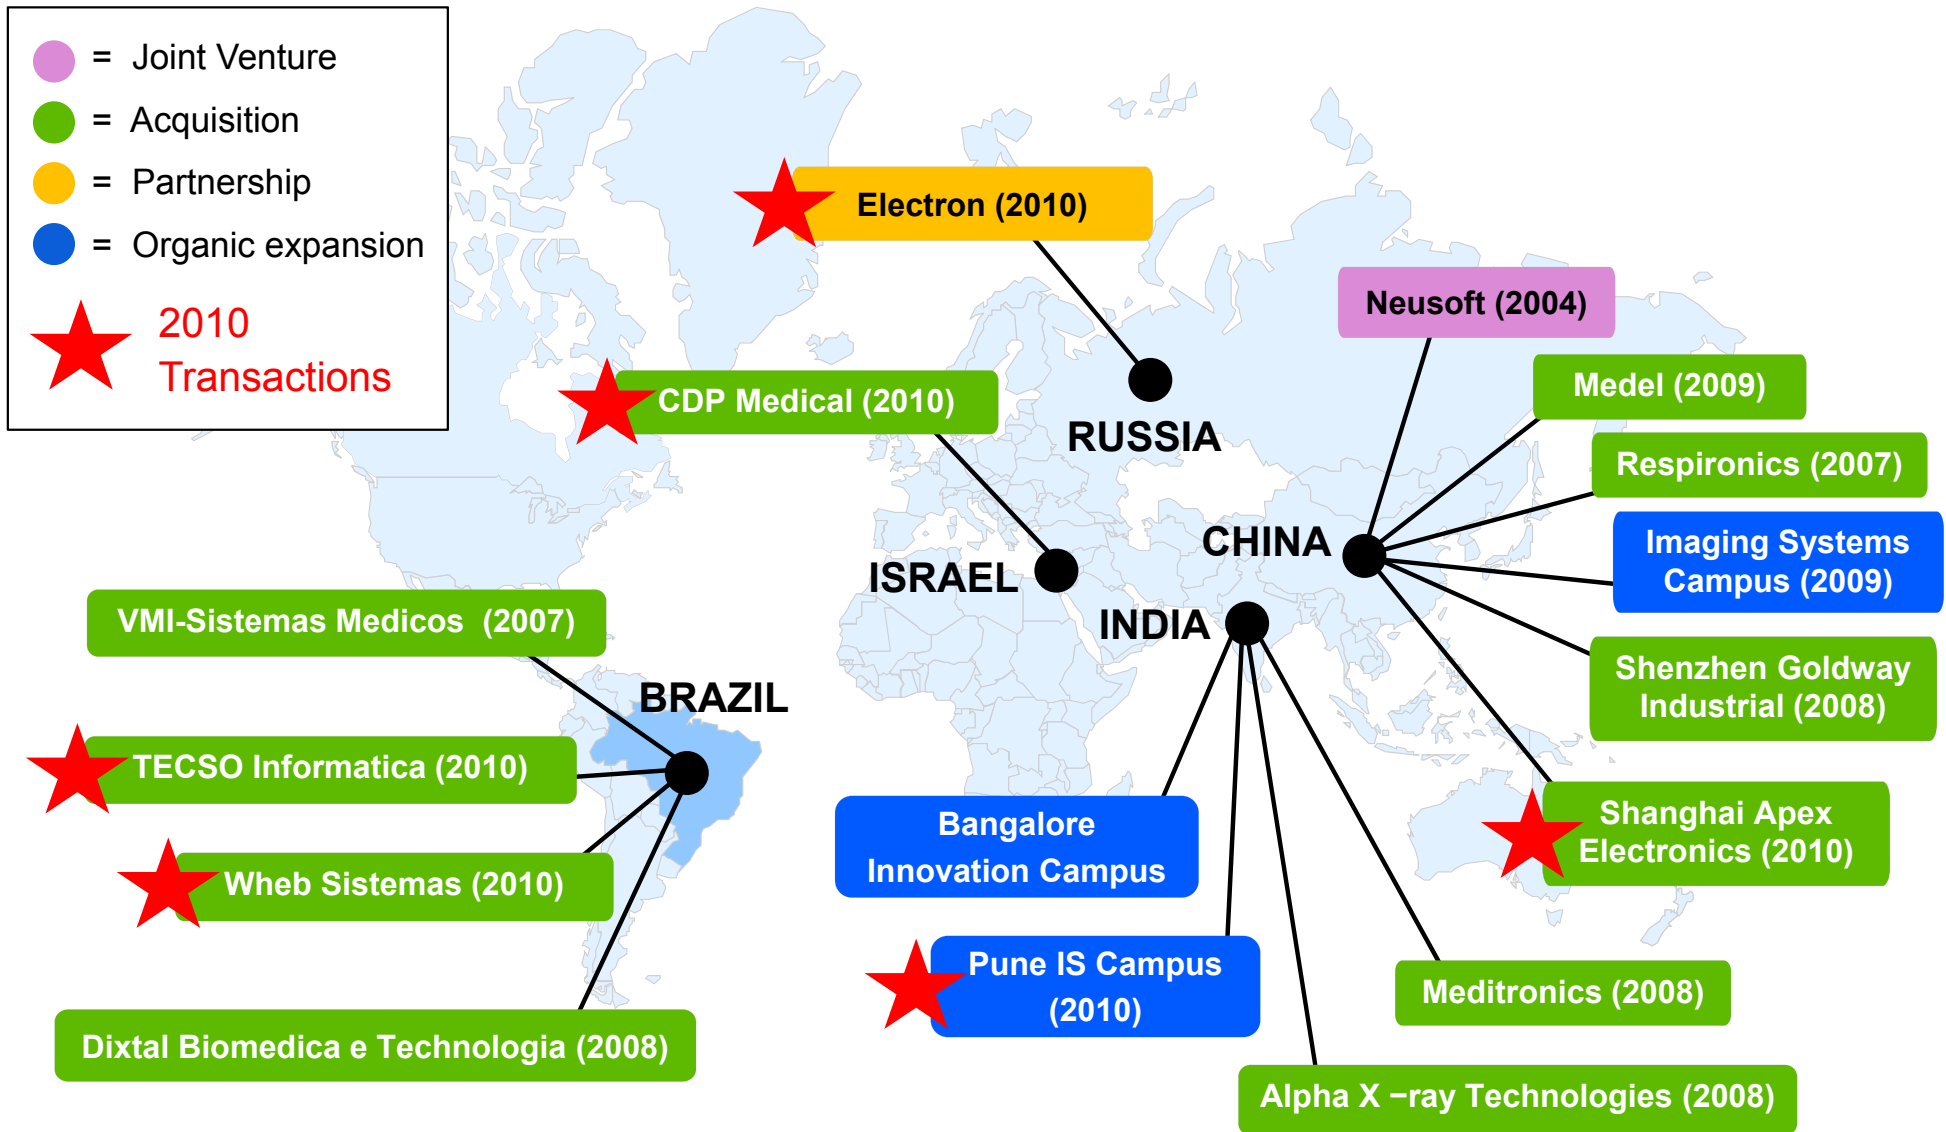 = Joint Venture
= Acquisition
= Partnership
= Organic expansion
2010
Transactions
Electron (2010)
Neusoft (2004)
Medel (2009)
CDP Medical (2010)
RUSSIA
Respironics (2007)
CHINA
Imaging Systems
Campus (2009)
ISRAEL
INDIA
VMI-Sistemas Medicos (2007)
BRAZIL
Shenzhen Goldway
Industrial (2008)
TECSO Informatica (2010)
Shanghai Apex
Electronics (2010)
Bangalore
Innovation Campus
Wheb Sistemas (2010)
Pune IS Campus
(2010)
Meditronics (2008)
Dixtal Biomedica e Technologia (2008)
Alpha X −ray Technologies (2008)